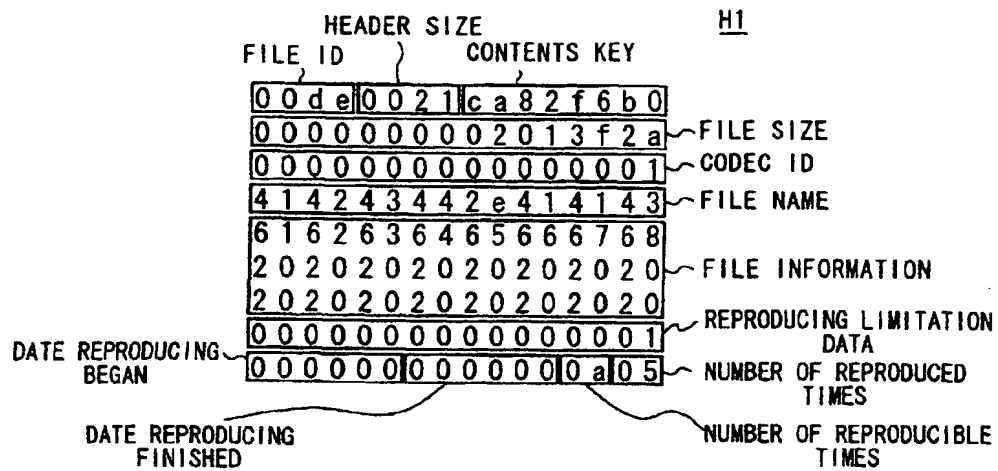 H1
HEADER SIZE
FILE ID CONTENTS KEY
00de 0021 ca82f6b0
0000000002013f2a FILE SIZE
0000000000000001 CODEC ID
414243442e414143 FILE NAME
6162636465666768
2020202020202020 FILE INFORMATION
2020202020202020
0000000000000001 REPRODUCING LIMITATION
DATA
DATE REPRODUCING
BEGAN
000000 000000 0a 05 NUMBER OF REPRODUCED
TIMES
DATE REPRODUCING
FINISHED
NUMBER OF REPRODUCIBLE
TIMES